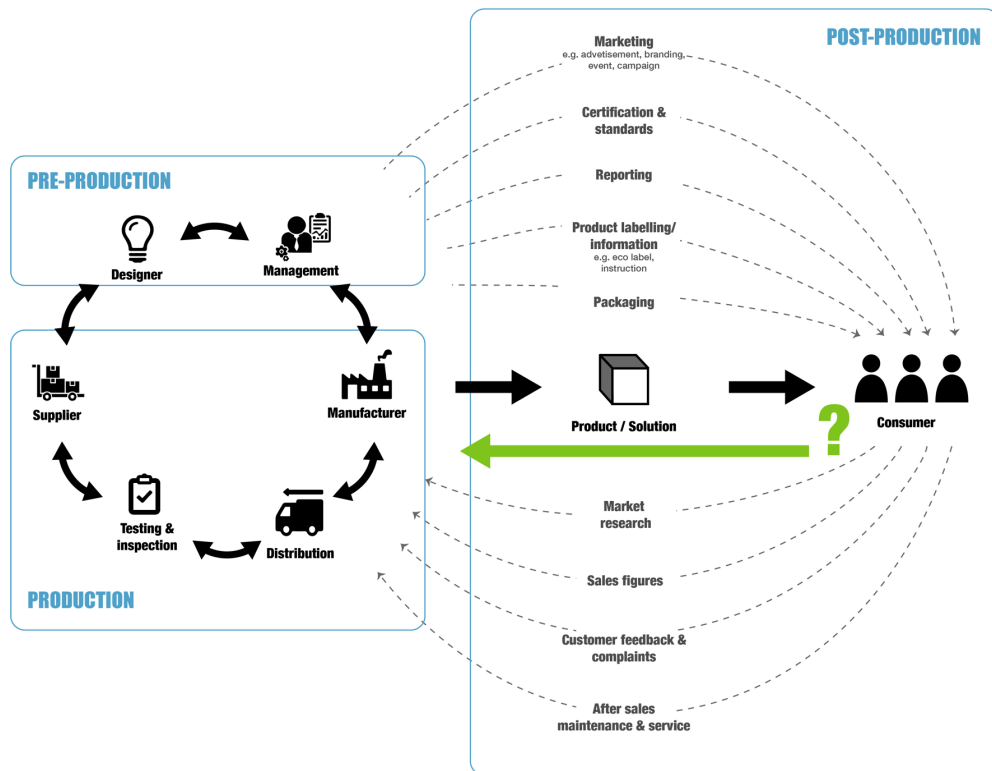 POST-PRODUCTION
Marketing
e.g. advetisement, branding,
event, campaign
Certification &
standards
Reporting
Product labelling/
information
e.g. eco label,
instruction
Packaging
PRE-PRODUCTION
Designer
Management
Supplier
Manufacturer
Testing &
inspection
Distribution
PRODUCTION
Product / Solution
Consumer
?
Market
research
Sales figures
Customer feedback &
complaints
After sales
maintenance & service